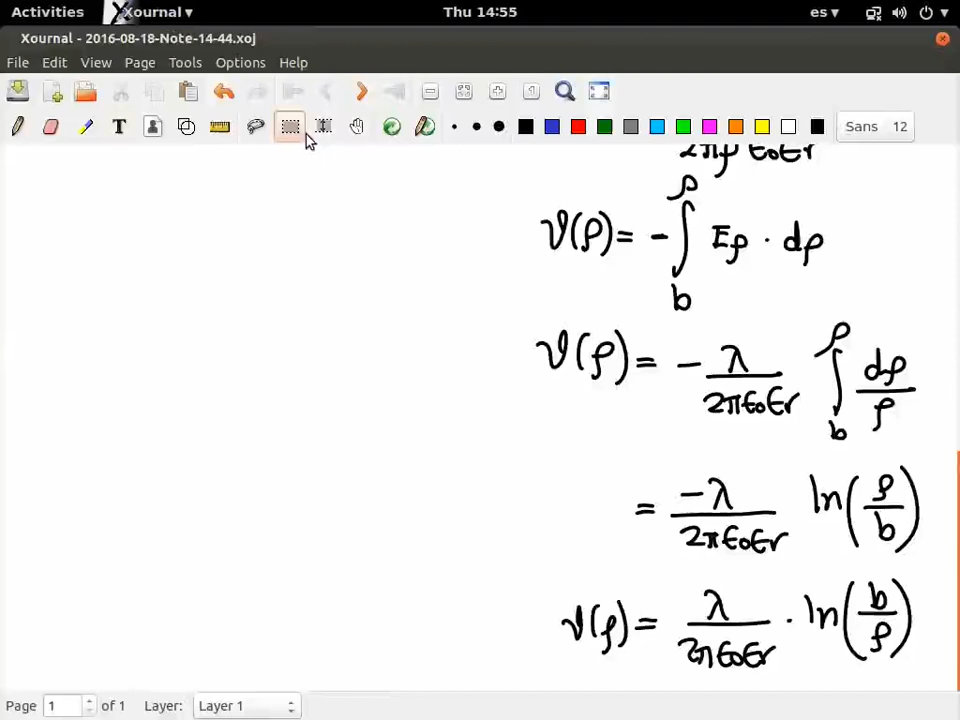 Activities Xournal ▾ Thu 14:55 es ▾
Xournal - 2016-08-18-Note-14-44.xoj
File Edit View Page Tools Options Help
Sans 12
2πρ ε₀εr
V(ρ) = - ∫_b^ρ Eρ · dρ
V(ρ) = - λ/2πε₀εr ∫_b^ρ dρ/ρ
= -λ/2πε₀εr ln(ρ/b)
V(ρ) = λ/2πε₀εr · ln(b/ρ)
Page 1 of 1 Layer: Layer 1